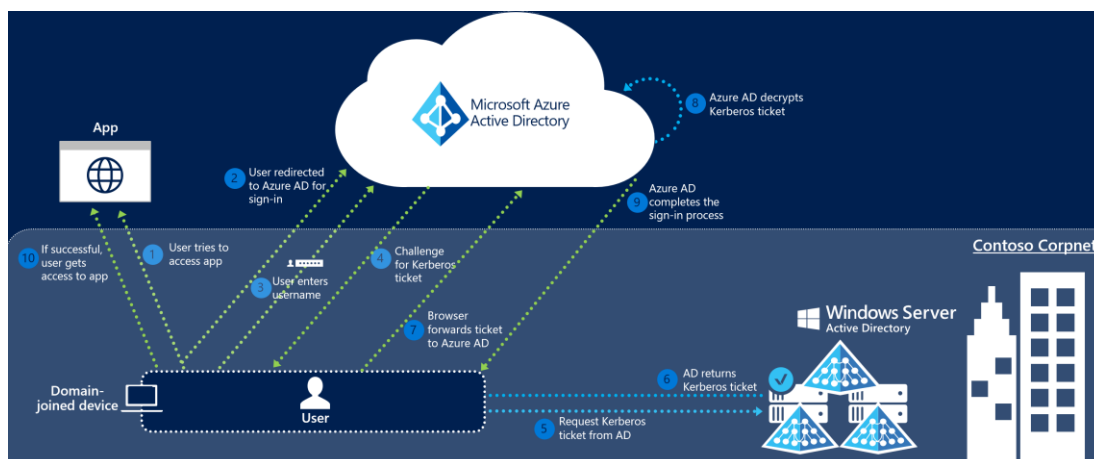 Microsoft Azure
Active Directory
8
Azure AD decrypts
Kerberos ticket
App
2
User redirected
to Azure AD for
sign-in
9
Azure AD
completes the
sign-in process
10
If successful,
user gets
access to app
1
User tries to
access app
3
User enters
username
4
Challenge
for Kerberos
ticket
Contoso Corpnet
7
Browser
forwards ticket
to Azure AD
Windows Server
Active Directory
6
AD returns
Kerberos ticket
Domain-
joined device
User
5
Request Kerberos
ticket from AD